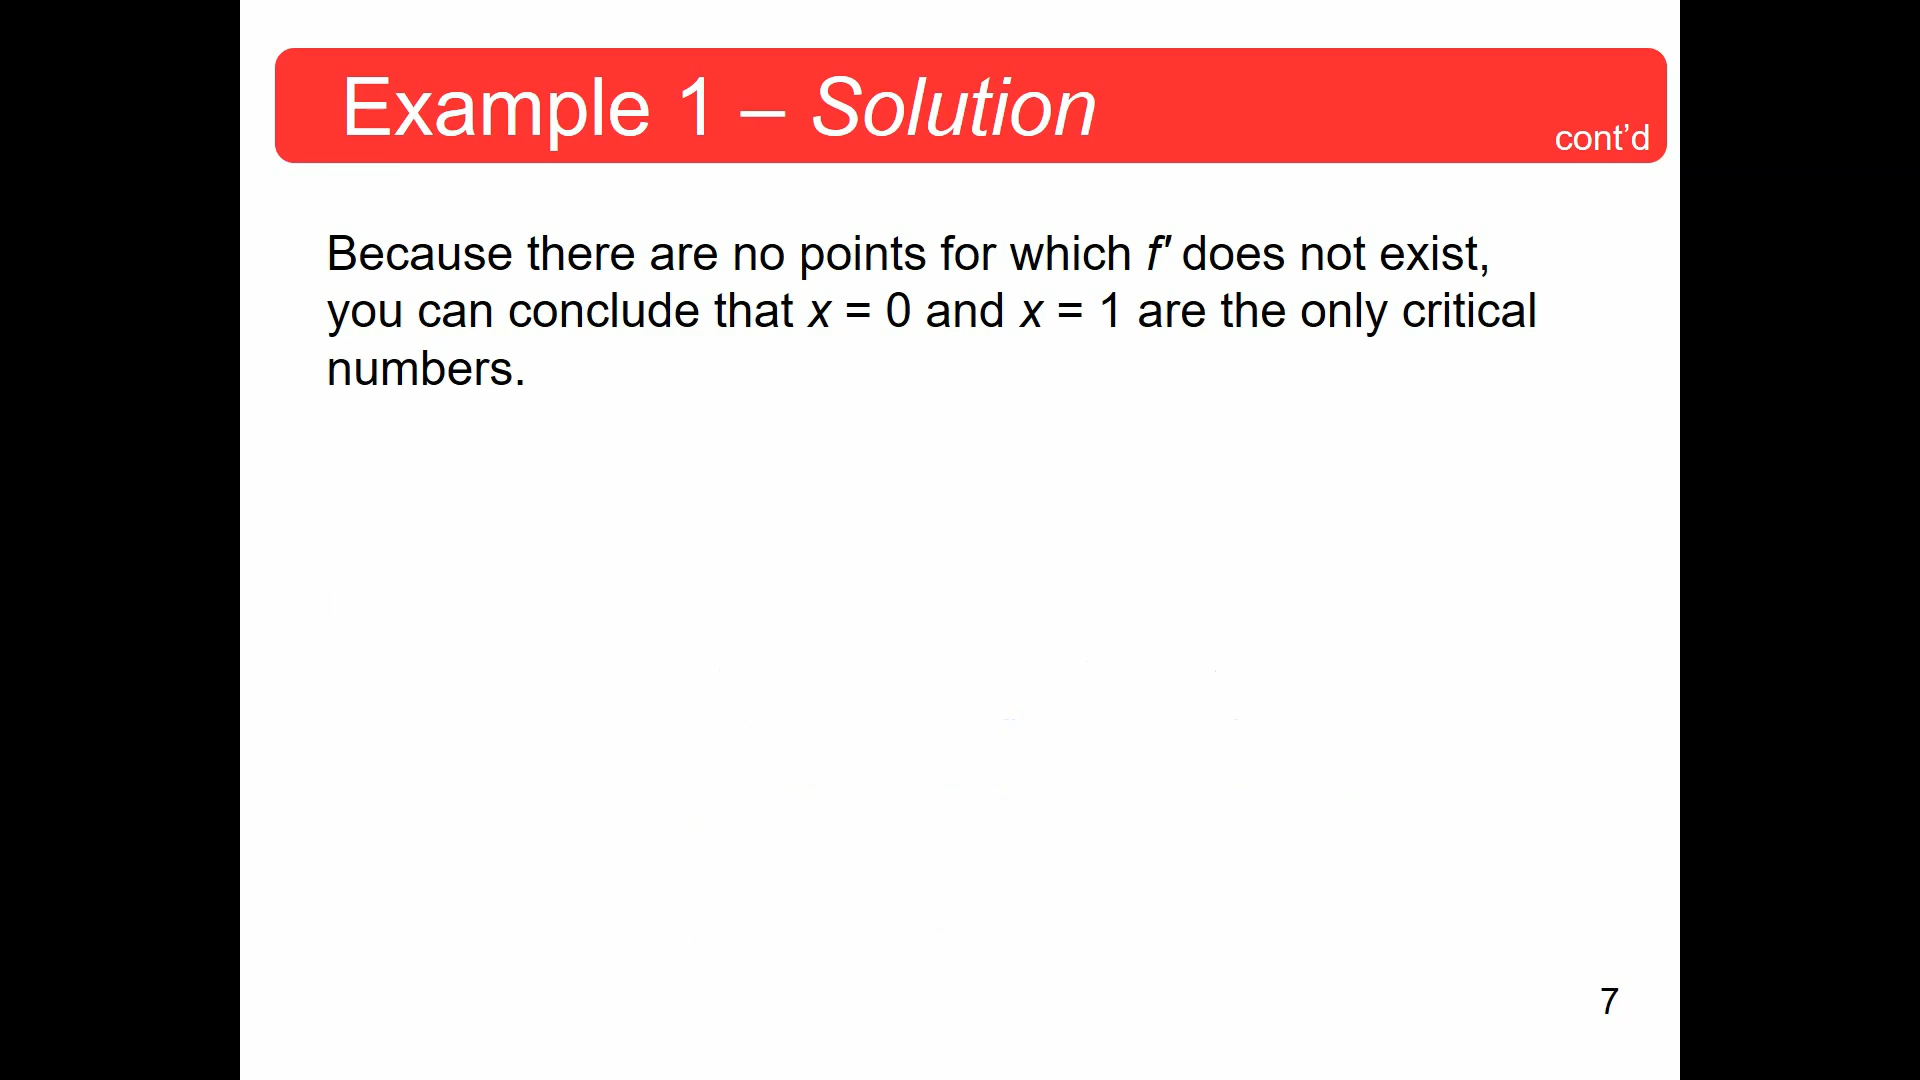 Example 1 – Solution
cont’d
Because there are no points for which f′ does not exist,
you can conclude that x = 0 and x = 1 are the only critical
numbers.
7